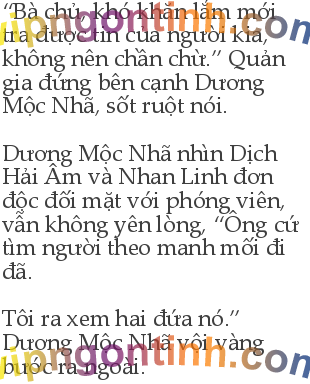 “Bà chủ, khó khăn lắm mới
tra được tin của người kia,
không nên chần chừ.” Quản
gia đứng bên cạnh Dương
Mộc Nhã, sốt ruột nói.
Dương Mộc Nhã nhìn Dịch
Hải Âm và Nhan Linh đơn
độc đối mặt với phóng viên,
vẫn không yên lòng, “Ông cứ
tìm người theo manh mối đi
đã.
Tôi ra xem hai đứa nó.”
Dương Mộc Nhã vội vàng
bước ra ngoài.
vipngontinh.com
vipngontinh.com